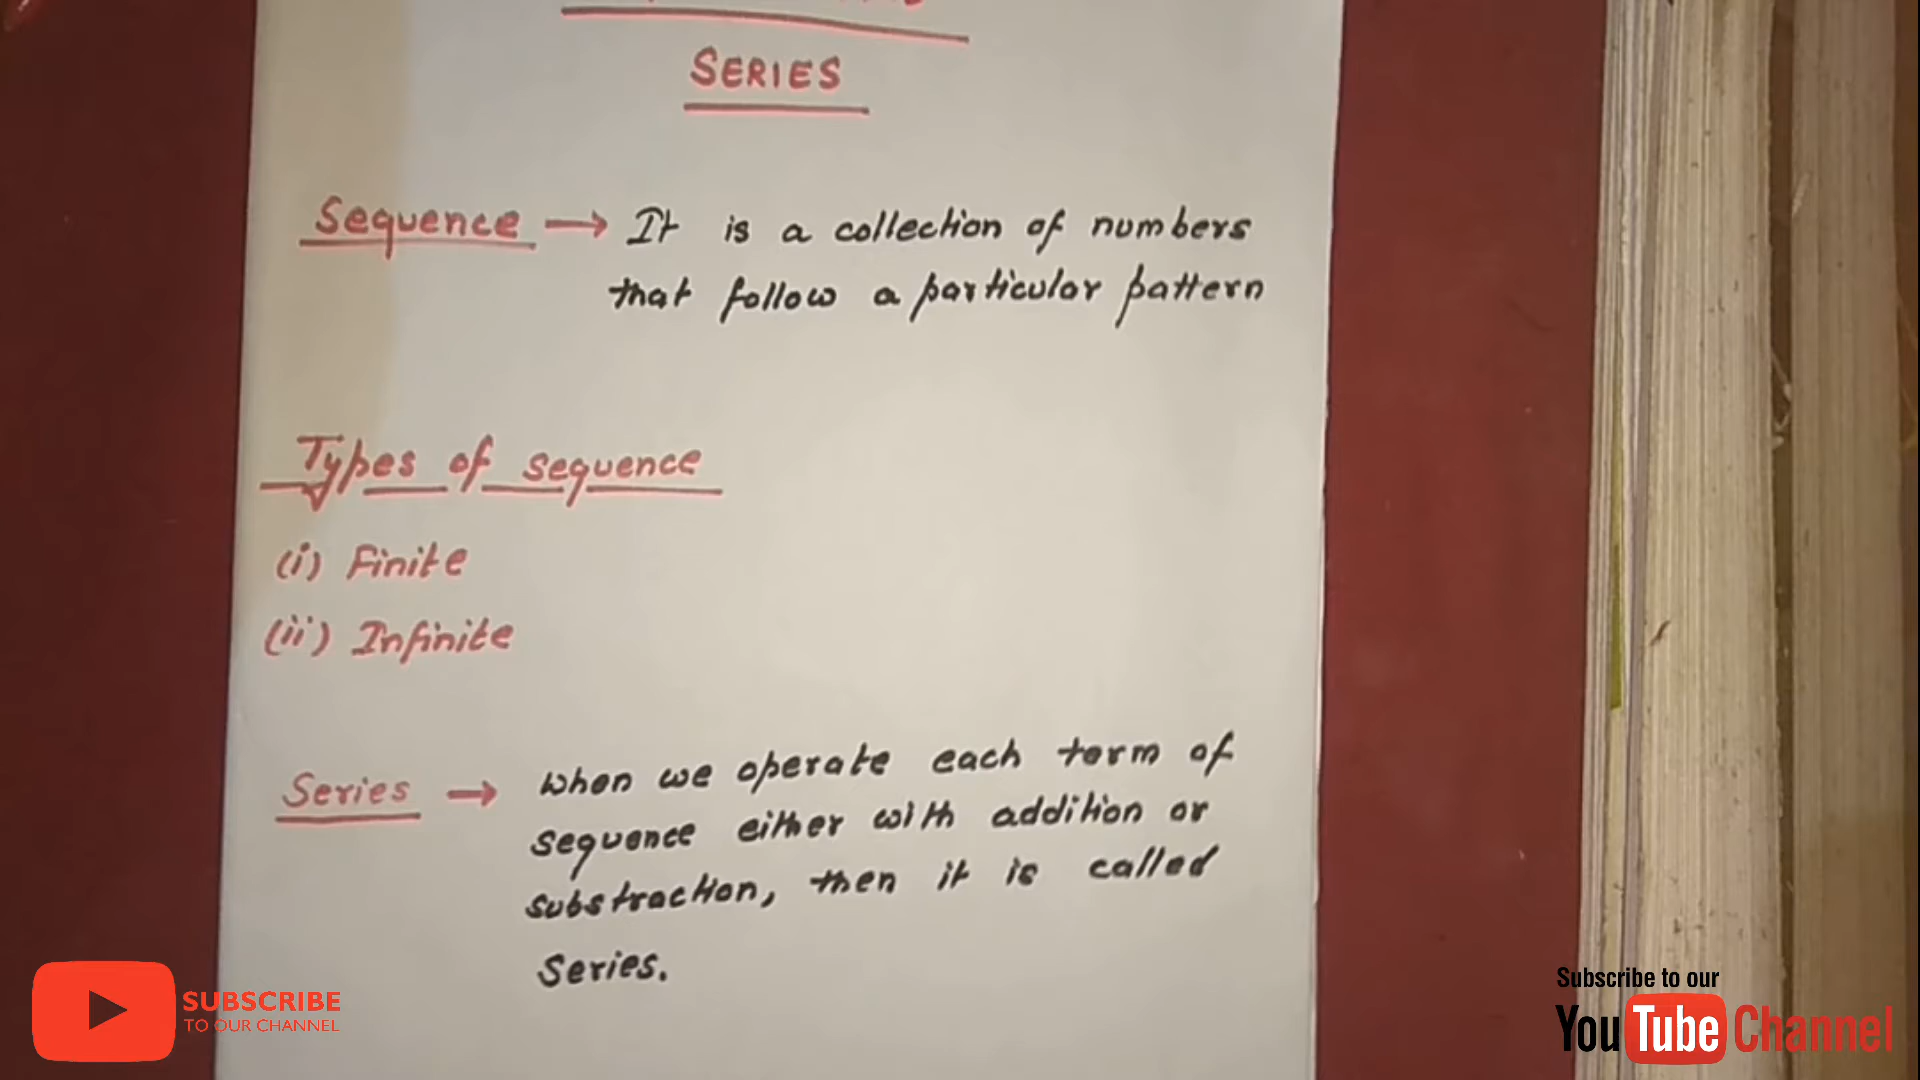 SERIES
Sequence → It is a collection of numbers
that follow a particular pattern
Types of sequence
(i) Finite
(ii) Infinite
Series → When we operate each term of
sequence either with addition or
substraction, then it is called
Series.
SUBSCRIBE
TO OUR CHANNEL
Subscribe to our
YouTube Channel